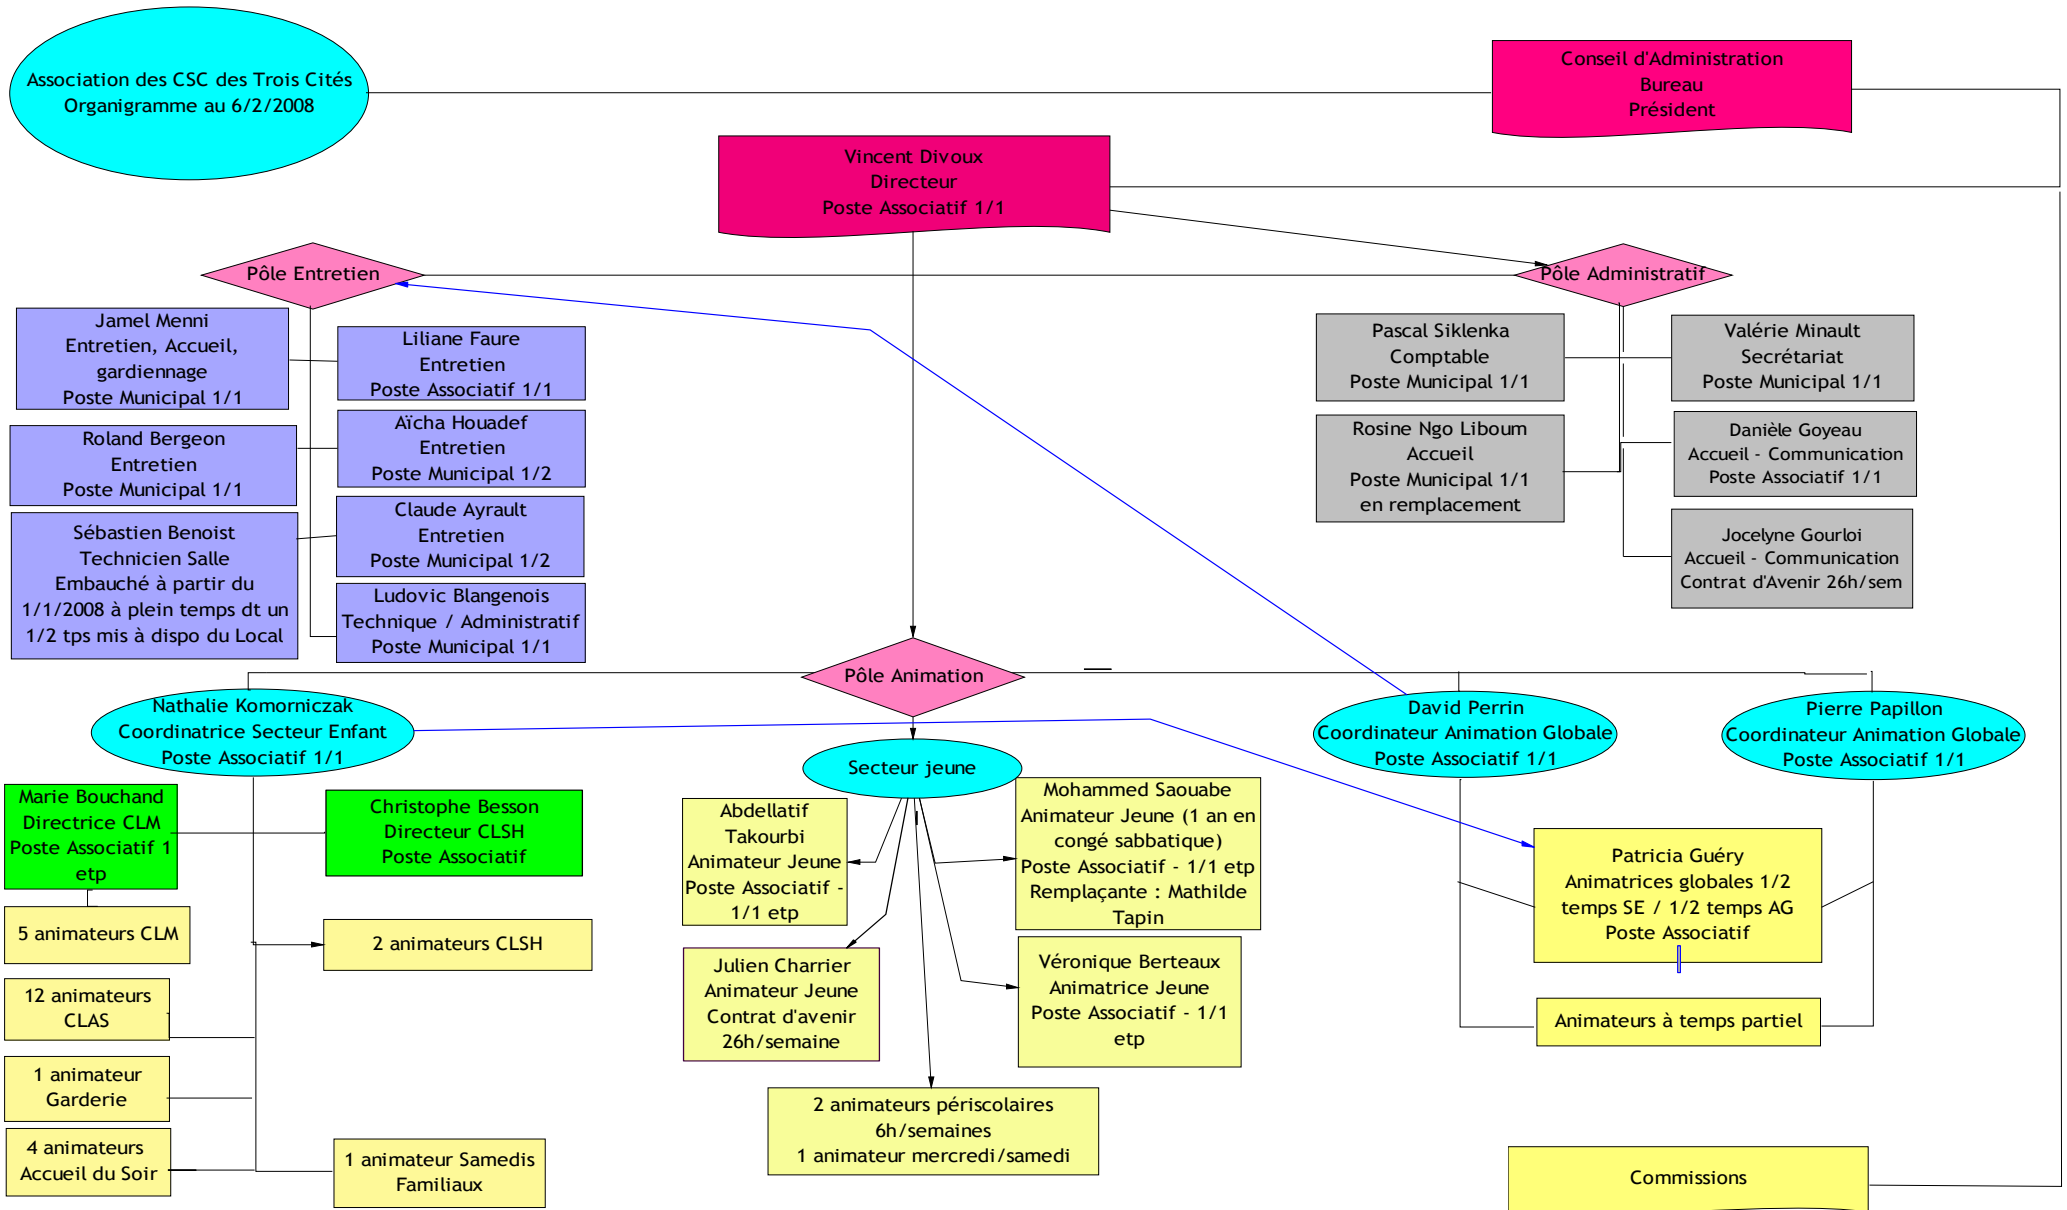 Association des CSC des Trois Cités
Organigramme au 6/2/2008
Conseil d'Administration
Bureau
Président
Vincent Divoux
Directeur
Poste Associatif 1/1
Pôle Entretien
Pôle Administratif
Jamel Menni
Entretien, Accueil,
gardiennage
Poste Municipal 1/1
Liliane Faure
Entretien
Poste Associatif 1/1
Roland Bergeon
Entretien
Poste Municipal 1/1
Aïcha Houadef
Entretien
Poste Municipal 1/2
Sébastien Benoist
Technicien Salle
Embauché à partir du
1/1/2008 à plein temps dt un
1/2 tps mis à dispo du Local
Claude Ayrault
Entretien
Poste Municipal 1/2
Ludovic Blangenois
Technique / Administratif
Poste Municipal 1/1
Pascal Siklenka
Comptable
Poste Municipal 1/1
Valérie Minault
Secrétariat
Poste Municipal 1/1
Rosine Ngo Liboum
Accueil
Poste Municipal 1/1
en remplacement
Danièle Goyeau
Accueil - Communication
Poste Associatif 1/1
Jocelyne Gourloi
Accueil - Communication
Contrat d'Avenir 26h/sem
Pôle Animation
Nathalie Komorniczak
Coordinatrice Secteur Enfant
Poste Associatif 1/1
Secteur jeune
David Perrin
Coordinateur Animation Globale
Poste Associatif 1/1
Pierre Papillon
Coordinateur Animation Globale
Poste Associatif 1/1
Marie Bouchand
Directrice CLM
Poste Associatif 1
etp
Christophe Besson
Directeur CLSH
Poste Associatif
5 animateurs CLM
2 animateurs CLSH
12 animateurs
CLAS
1 animateur
Garderie
4 animateurs
Accueil du Soir
1 animateur Samedis
Familiaux
Abdellatif
Takourbi
Animateur Jeune
Poste Associatif -
1/1 etp
Mohammed Saouabe
Animateur Jeune (1 an en
congé sabbatique)
Poste Associatif - 1/1 etp
Remplaçante : Mathilde
Tapin
Julien Charrier
Animateur Jeune
Contrat d'avenir
26h/semaine
Véronique Berteaux
Animatrice Jeune
Poste Associatif - 1/1
etp
2 animateurs périscolaires
6h/semaines
1 animateur mercredi/samedi
Patricia Guéry
Animatrices globales 1/2
temps SE / 1/2 temps AG
Poste Associatif
Animateurs à temps partiel
Commissions